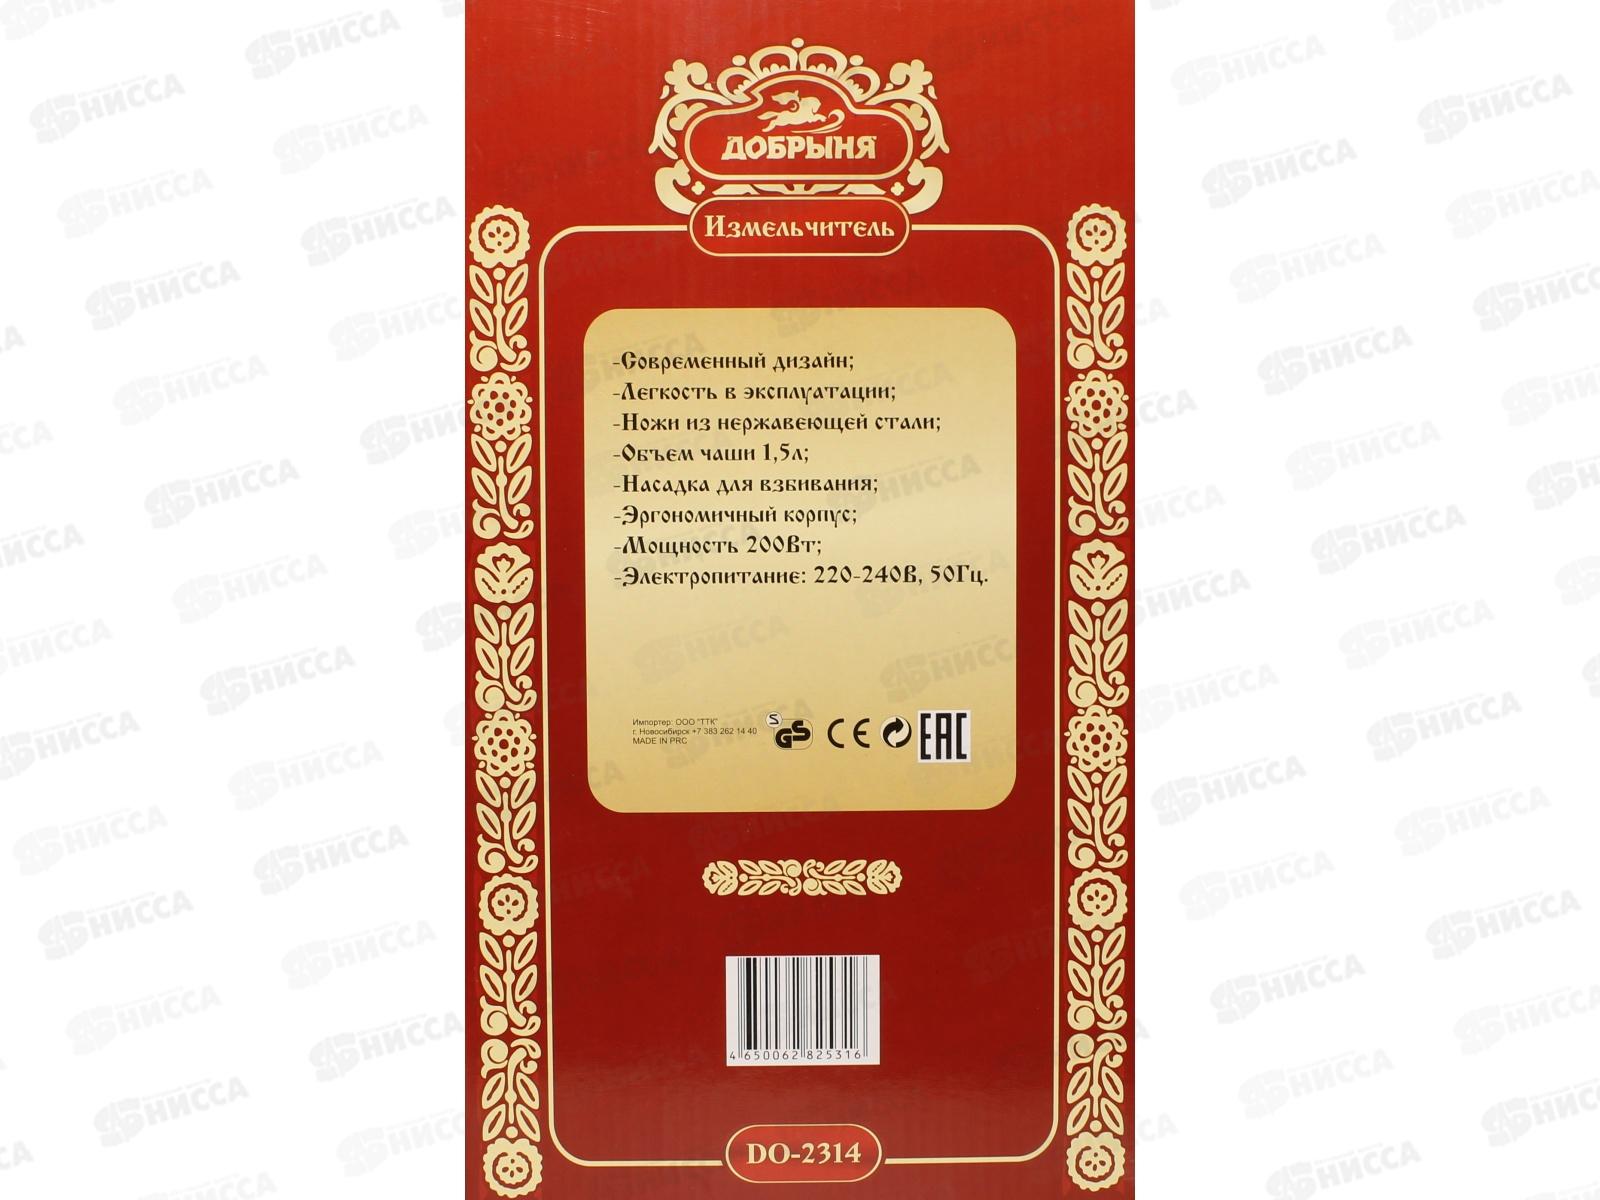 ДОБРЫНЯ
Измельчитель
-Современный дизайн;
-Легкость в эксплуатации;
-Ножи из нержавеющей стали;
-Объем чаши 1,5л;
-Насадка для взбивания;
-Эргономичный корпус;
-Мощность 200Вт;
-Электропитание: 220-240В, 50Гц.
Импортер: ООО "ТТК"
г. Новосибирск +7 383 262 14 40
MADE IN PRC
GS CE EAC
4 650062 825316
DO-2314